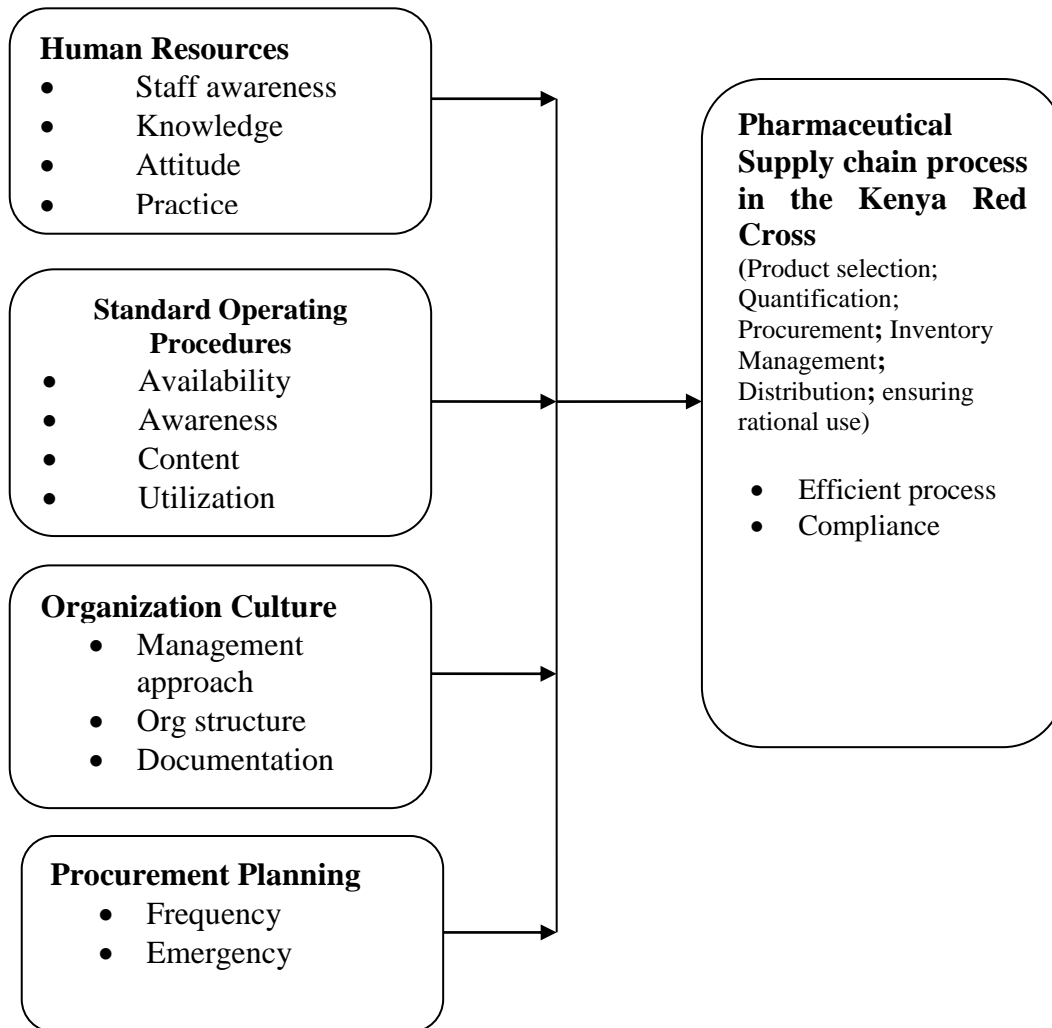 Human Resources
• Staff awareness
• Knowledge
• Attitude
• Practice
Standard Operating
Procedures
• Availability
• Awareness
• Content
• Utilization
Organization Culture
• Management
approach
• Org structure
• Documentation
Procurement Planning
• Frequency
• Emergency
Pharmaceutical
Supply chain process
in the Kenya Red
Cross
(Product selection;
Quantification;
Procurement; Inventory
Management;
Distribution; ensuring
rational use)
• Efficient process
• Compliance